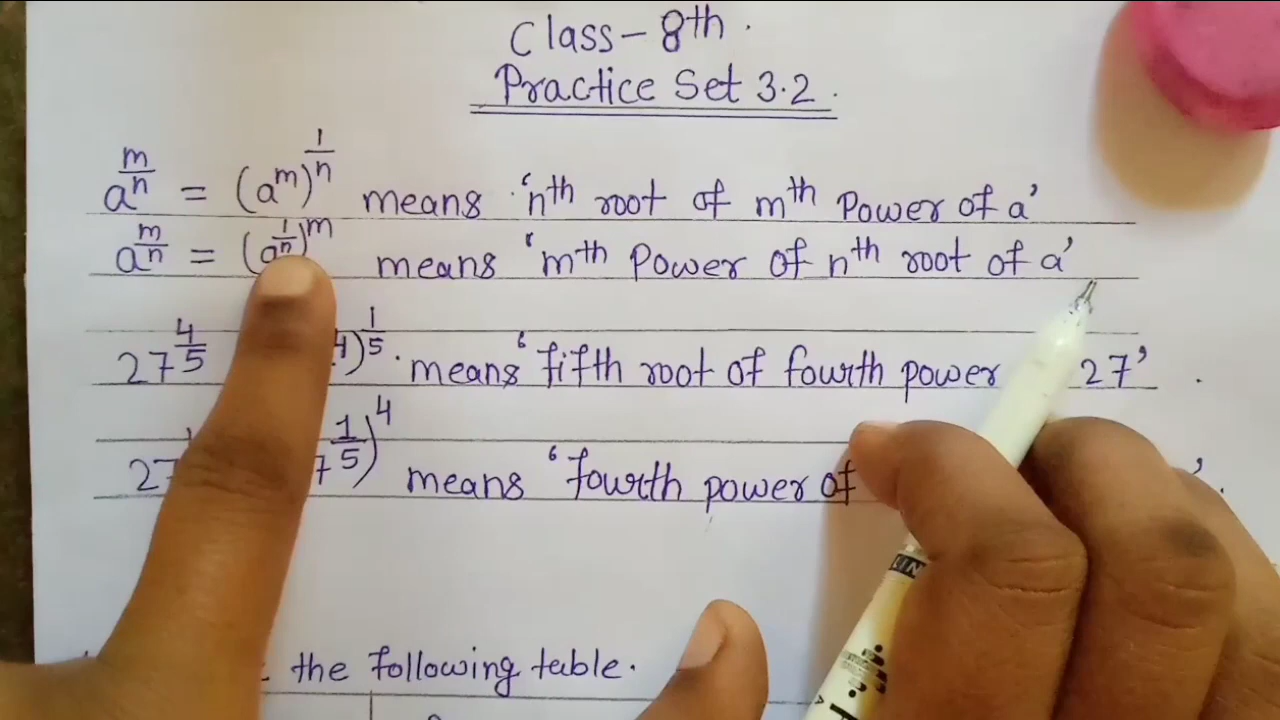 Class - 8th.
Practice Set 3.2.
a^(m/n) = (a^m)^(1/n) means 'nth root of mth Power of a'
a^(m/n) = (a^(1/n))^m means 'mth Power of nth root of a'
27^(4/5) 4)^(1/5). means 'fifth root of fourth power 27'.
27 7^(1/5))^4 means 'fourth power of '.
the following table.